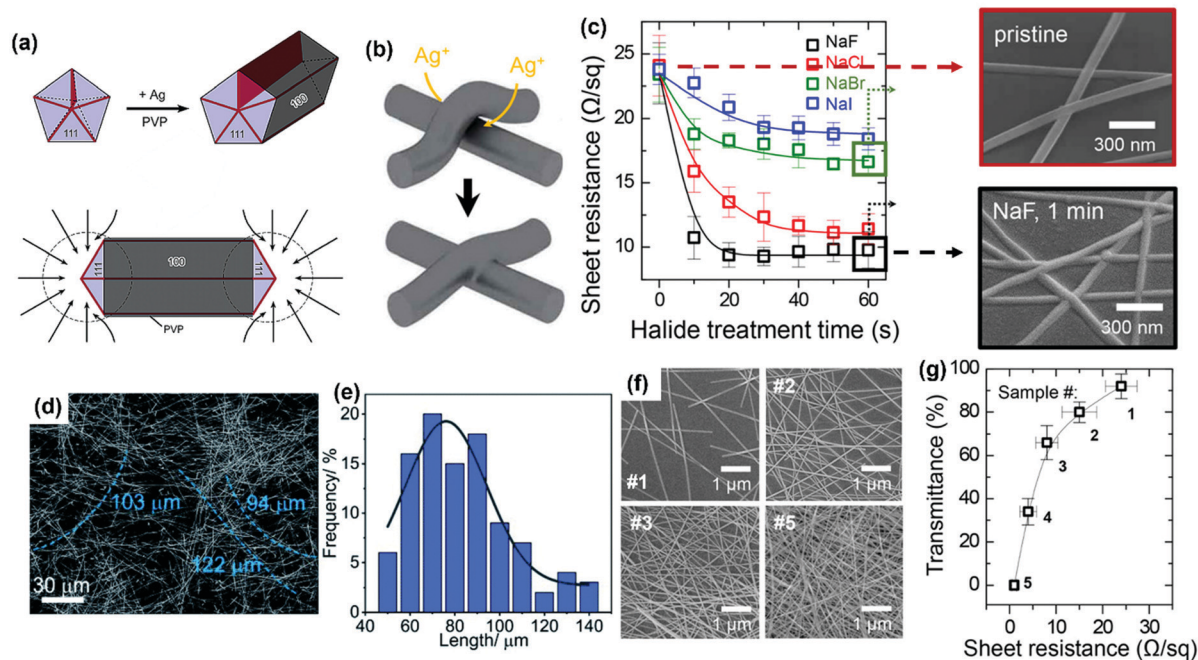 (a)
+ Ag
PVP
111
111
100
100
111
111
PVP
(b)
Ag⁺
Ag⁺
(c)
Sheet resistance (Ω/sq)
25
20
15
10
0 10 20 30 40 50 60
Halide treatment time (s)
NaF
NaCl
NaBr
NaI
pristine
300 nm
NaF, 1 min
300 nm
(d)
103 μm
94 μm
122 μm
30 μm
(e)
Frequency/ %
20
15
10
5
0
40 60 80 100 120 140
Length/ μm
(f)
#1
1 μm
#2
1 μm
#3
1 μm
#5
1 μm
(g)
Transmittance (%)
100
80
60
40
20
0
Sample #:
1
2
3
4
5
0 10 20 30
Sheet resistance (Ω/sq)